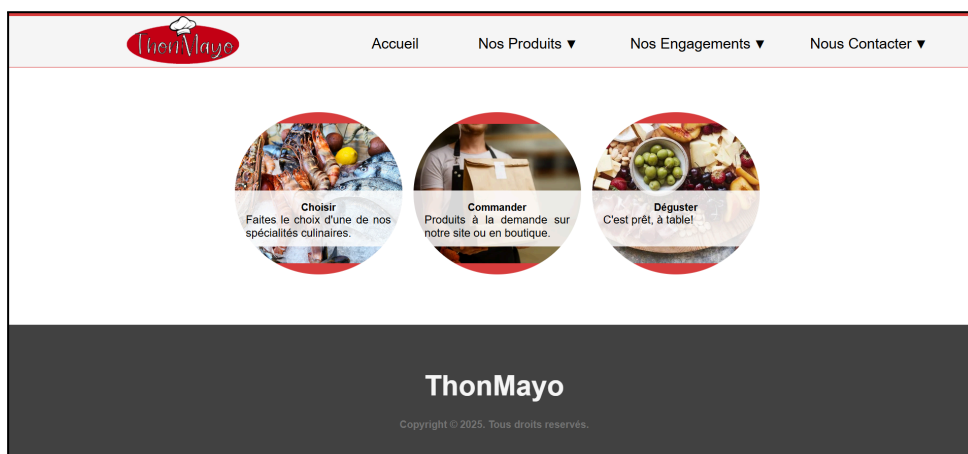 ThonMayo
Accueil
Nos Produits ▼
Nos Engagements ▼
Nous Contacter ▼
Choisir
Faites le choix d'une de nos
spécialités culinaires.
Commander
Produits à la demande sur
notre site ou en boutique.
Déguster
C'est prêt, à table!
ThonMayo
Copyright © 2025. Tous droits reservés.